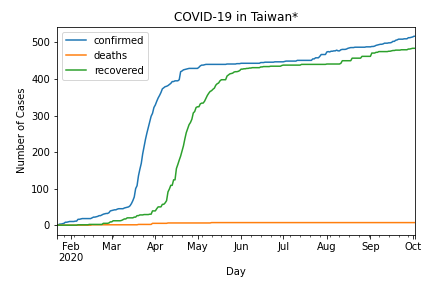 COVID-19 in Taiwan*
confirmed
deaths
recovered
Number of Cases
500
400
300
200
100
0
Feb Mar Apr May Jun Jul Aug Sep Oct
2020
Day